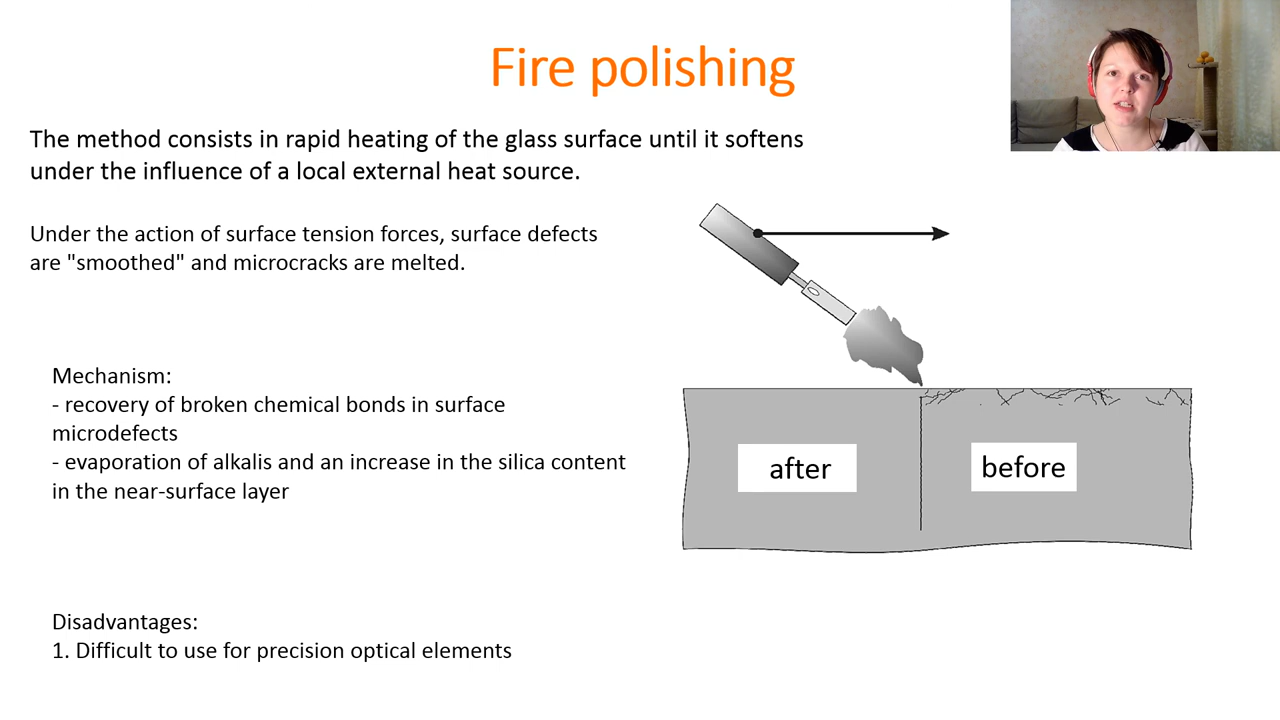 Fire polishing
The method consists in rapid heating of the glass surface until it softens
under the influence of a local external heat source.
Under the action of surface tension forces, surface defects
are "smoothed" and microcracks are melted.
Mechanism:
- recovery of broken chemical bonds in surface
microdefects
- evaporation of alkalis and an increase in the silica content
in the near-surface layer
after
before
Disadvantages:
1. Difficult to use for precision optical elements